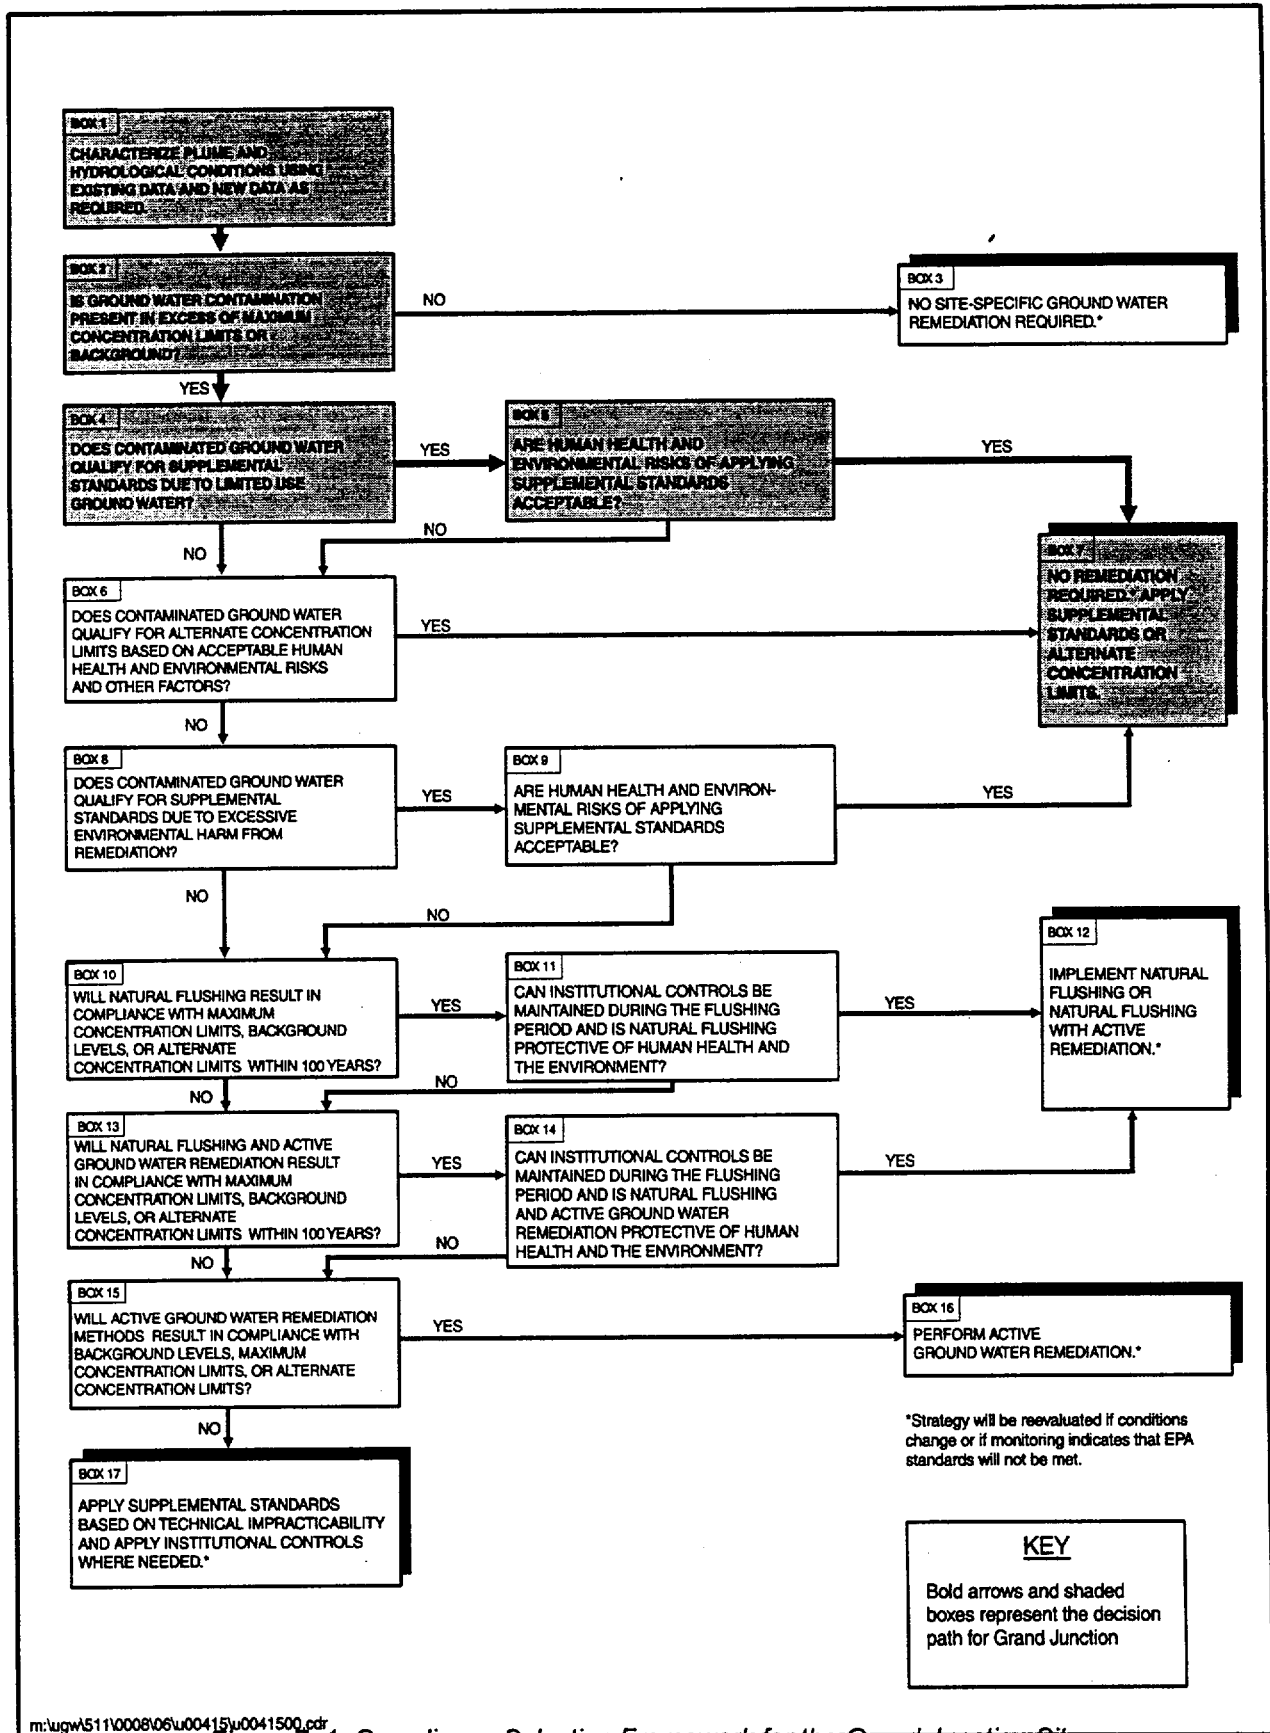 BOX 1
CHARACTERIZE PLUME AND
HYDROLOGICAL CONDITIONS USING
EXISTING DATA AND NEW DATA AS
REQUIRED.
BOX 2
IS GROUND WATER CONTAMINATION
PRESENT IN EXCESS OF MAXIMUM
CONCENTRATION LIMITS OR
BACKGROUND?
NO
BOX 3
NO SITE-SPECIFIC GROUND WATER
REMEDIATION REQUIRED.*
YES
BOX 4
DOES CONTAMINATED GROUND WATER
QUALIFY FOR SUPPLEMENTAL
STANDARDS DUE TO LIMITED USE
GROUND WATER?
YES
BOX 5
ARE HUMAN HEALTH AND
ENVIRONMENTAL RISKS OF APPLYING
SUPPLEMENTAL STANDARDS
ACCEPTABLE?
YES
NO
NO
BOX 6
DOES CONTAMINATED GROUND WATER
QUALIFY FOR ALTERNATE CONCENTRATION
LIMITS BASED ON ACCEPTABLE HUMAN
HEALTH AND ENVIRONMENTAL RISKS
AND OTHER FACTORS?
YES
BOX 7
NO REMEDIATION
REQUIRED.* APPLY
SUPPLEMENTAL
STANDARDS OR
ALTERNATE
CONCENTRATION
LIMITS.
NO
BOX 8
DOES CONTAMINATED GROUND WATER
QUALIFY FOR SUPPLEMENTAL
STANDARDS DUE TO EXCESSIVE
ENVIRONMENTAL HARM FROM
REMEDIATION?
YES
BOX 9
ARE HUMAN HEALTH AND ENVIRON-
MENTAL RISKS OF APPLYING
SUPPLEMENTAL STANDARDS
ACCEPTABLE?
YES
NO
NO
BOX 10
WILL NATURAL FLUSHING RESULT IN
COMPLIANCE WITH MAXIMUM
CONCENTRATION LIMITS, BACKGROUND
LEVELS, OR ALTERNATE
CONCENTRATION LIMITS WITHIN 100 YEARS?
YES
BOX 11
CAN INSTITUTIONAL CONTROLS BE
MAINTAINED DURING THE FLUSHING
PERIOD AND IS NATURAL FLUSHING
PROTECTIVE OF HUMAN HEALTH AND
THE ENVIRONMENT?
YES
BOX 12
IMPLEMENT NATURAL
FLUSHING OR
NATURAL FLUSHING
WITH ACTIVE
REMEDIATION.*
NO
NO
BOX 13
WILL NATURAL FLUSHING AND ACTIVE
GROUND WATER REMEDIATION RESULT
IN COMPLIANCE WITH MAXIMUM
CONCENTRATION LIMITS, BACKGROUND
LEVELS, OR ALTERNATE
CONCENTRATION LIMITS WITHIN 100 YEARS?
YES
BOX 14
CAN INSTITUTIONAL CONTROLS BE
MAINTAINED DURING THE FLUSHING
PERIOD AND IS NATURAL FLUSHING
AND ACTIVE GROUND WATER
REMEDIATION PROTECTIVE OF HUMAN
HEALTH AND THE ENVIRONMENT?
YES
NO
NO
BOX 15
WILL ACTIVE GROUND WATER REMEDIATION
METHODS RESULT IN COMPLIANCE WITH
BACKGROUND LEVELS, MAXIMUM
CONCENTRATION LIMITS, OR ALTERNATE
CONCENTRATION LIMITS?
YES
BOX 16
PERFORM ACTIVE
GROUND WATER REMEDIATION.*
NO
*Strategy will be reevaluated if conditions
change or if monitoring indicates that EPA
standards will not be met.
BOX 17
APPLY SUPPLEMENTAL STANDARDS
BASED ON TECHNICAL IMPRACTICABILITY
AND APPLY INSTITUTIONAL CONTROLS
WHERE NEEDED.*
KEY
Bold arrows and shaded
boxes represent the decision
path for Grand Junction
m:\ugw\511\0008\06\u00415\u0041500.cdr